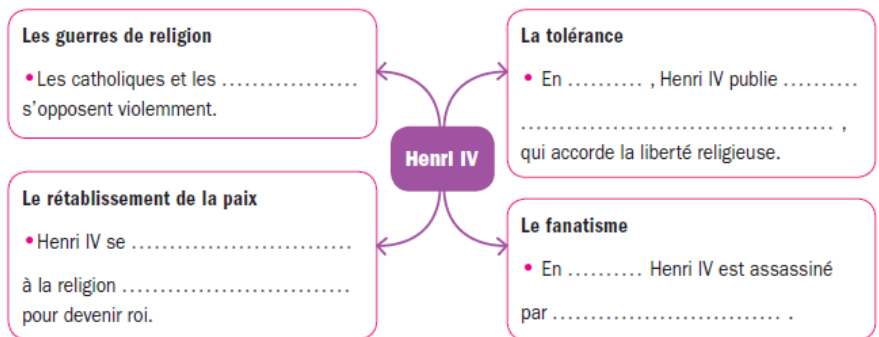 Les guerres de religion
• Les catholiques et les ..................
s'opposent violemment.
La tolérance
• En .......... , Henri IV publie ..........
......................................... ,
qui accorde la liberté religieuse.
Henri IV
Le rétablissement de la paix
• Henri IV se .............................
à la religion ..............................
pour devenir roi.
Le fanatisme
• En .......... Henri IV est assassiné
par .............................. .